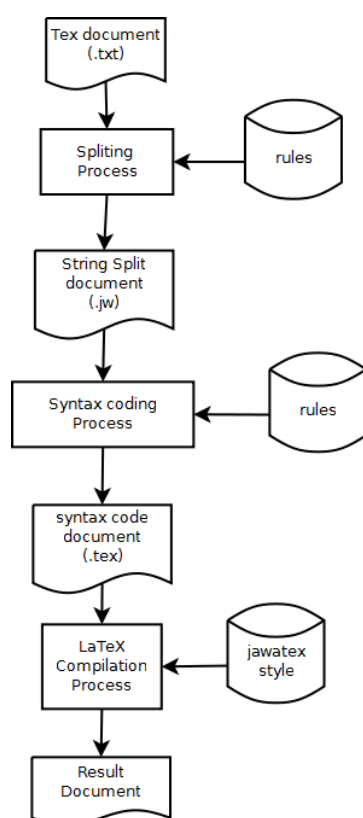 Tex document
(.txt)
Spliting
Process
rules
String Split
document
(.jw)
Syntax coding
Process
rules
syntax code
document
(.tex)
LaTeX
Compilation
Process
jawatex
style
Result
Document